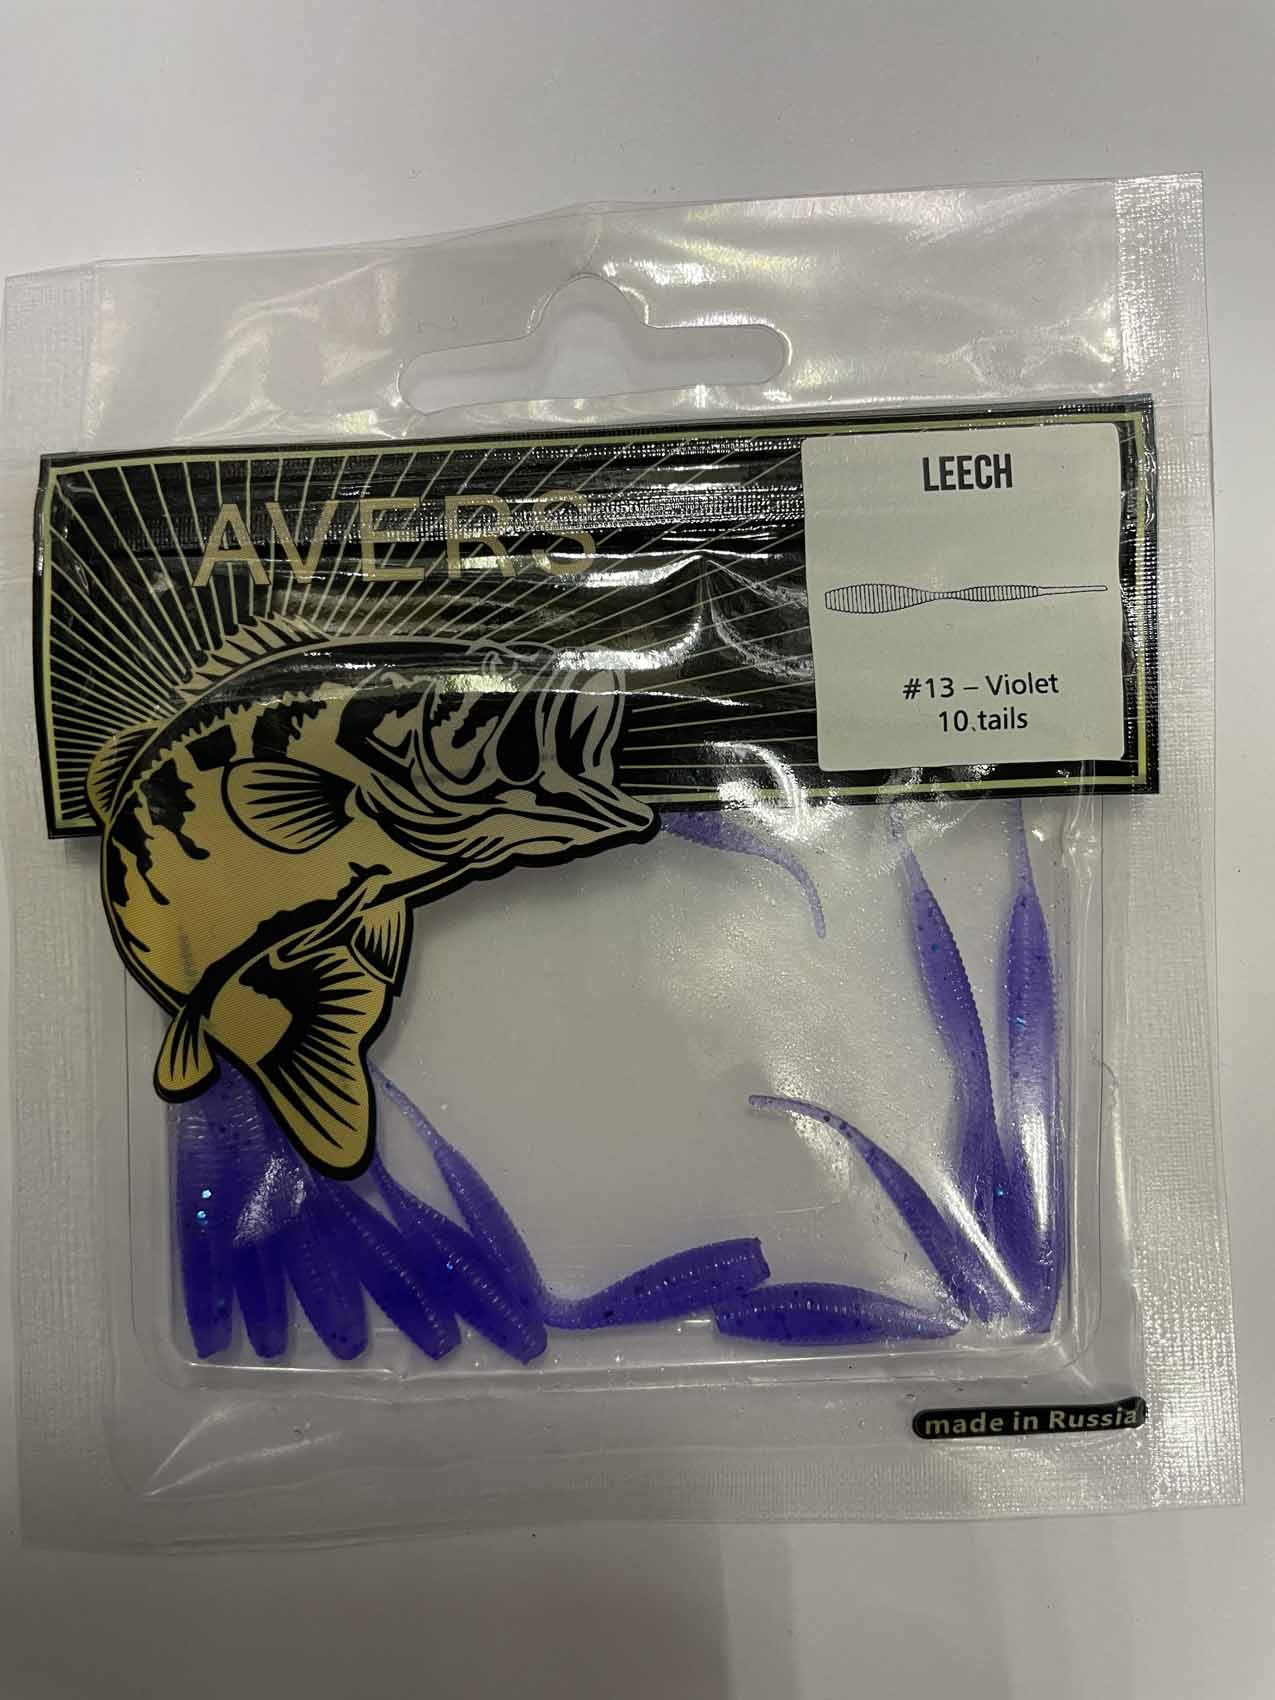 AVERS
LEECH
#13 – Violet
10 tails
made in Russia